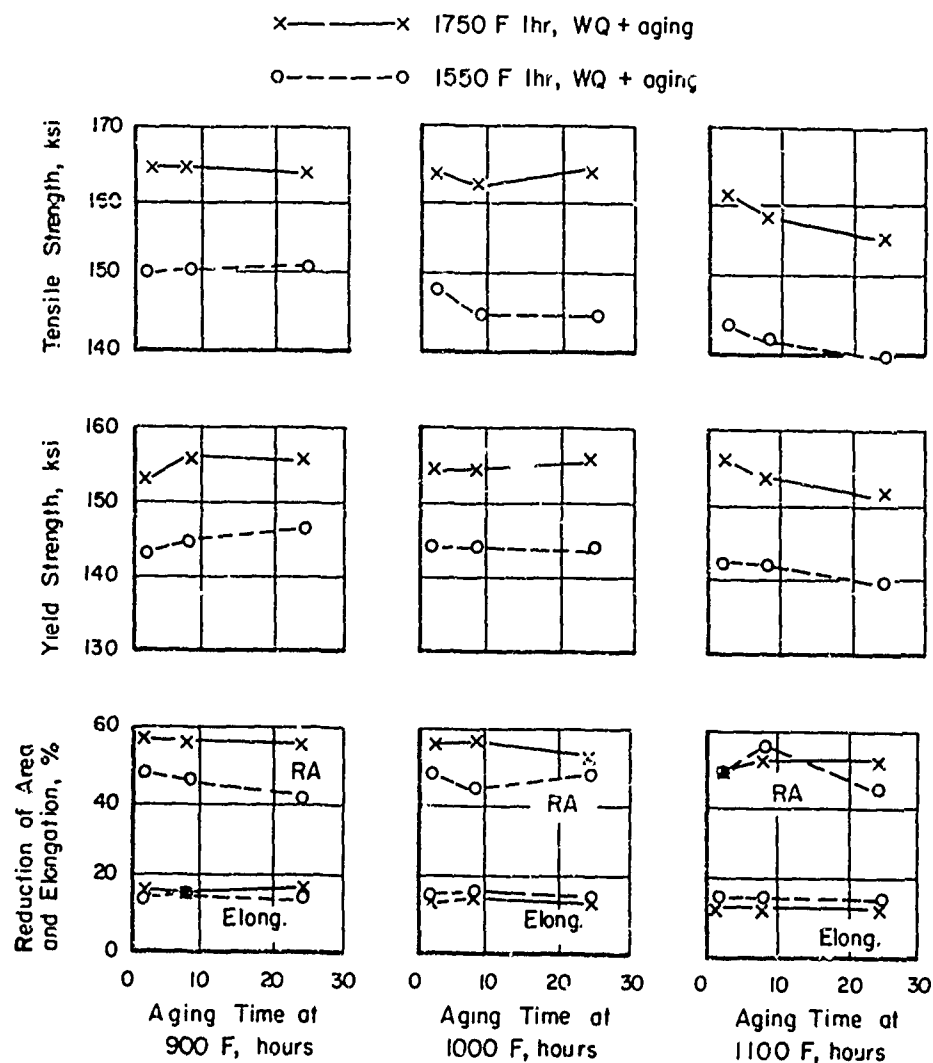 1750 F 1hr, WQ + aging
1550 F 1hr, WQ + aging
Tensile Strength, ksi
170
160
150
140
Yield Strength, ksi
160
150
140
130
Reduction of Area
and Elongation, %
60
40
20
0
RA
Elong.
RA
Elong.
RA
Elong.
0 10 20 30
0 10 20 30
0 10 20 30
Aging Time at
900 F, hours
Aging Time at
1000 F, hours
Aging Time at
1100 F, hours